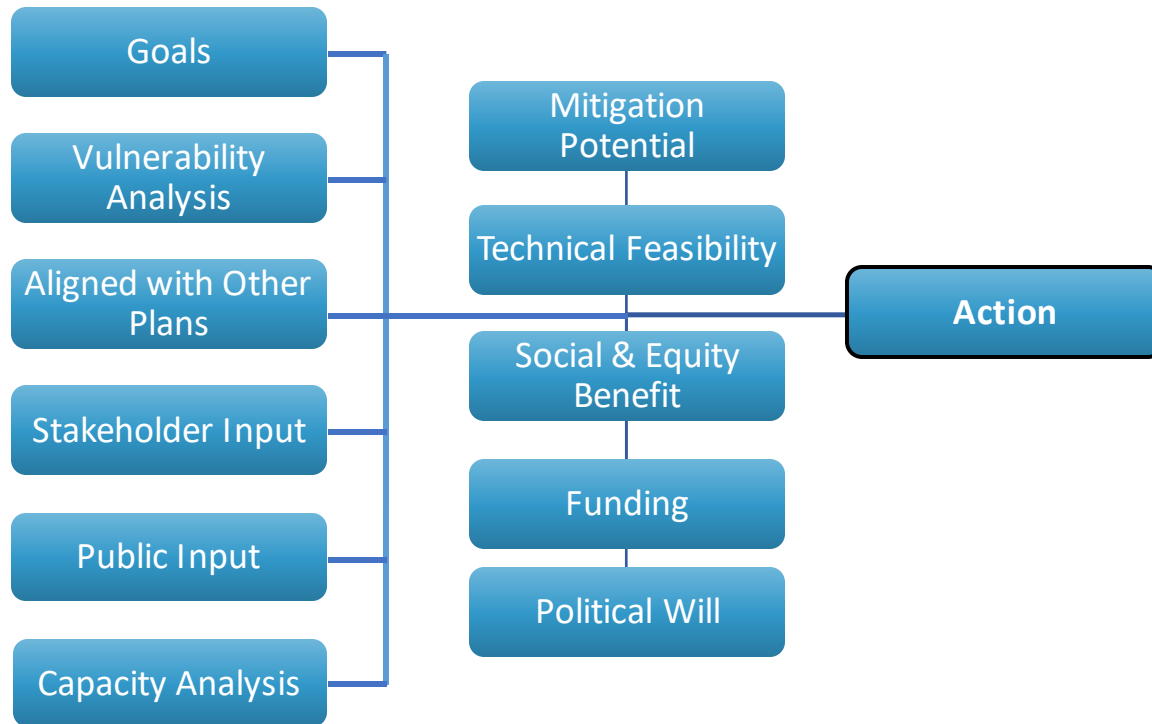 Goals
Vulnerability
Analysis
Aligned with Other
Plans
Stakeholder Input
Public Input
Capacity Analysis
Mitigation
Potential
Technical Feasibility
Social & Equity
Benefit
Funding
Political Will
Action